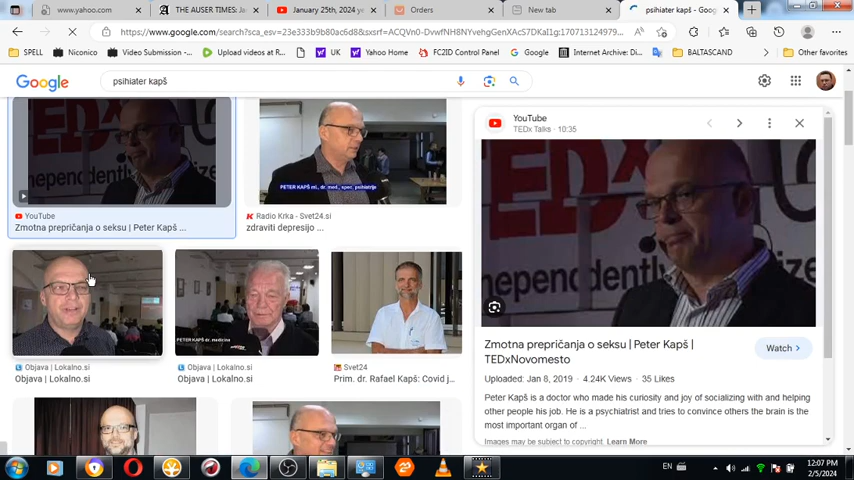 www.yahoo.com
THE AUSER TIMES: Ja
January 25th, 2024 ye
Orders
New tab
psihiater kapš - Goog
https://www.google.com/search?sca_esv=23e333b9b80ac6d8&sxsrf=ACQVn0-DvwfNH8NYvehgGenXAcS7DKal1g:170713124979...
SPELL
Niconico
Video Submission -...
Upload videos at R...
UK
Yahoo Home
FC2ID Control Panel
Google
Internet Archive: Di...
BALTASCAND
Other favorites
Google
psihiater kapš
YouTube
TEDx Talks · 10:35
TEDx
independently organize
PETER KAPŠ ml., dr. med., spec. psihiatrije
YouTube
Zmotna prepričanja o seksu | Peter Kapš ...
Radio Krka - Svet24.si
zdraviti depresijo ...
PETER KAPŠ dr. medicine
Objava | Lokalno.si
Objava | Lokalno.si
Objava | Lokalno.si
Objava | Lokalno.si
Svet24
Prim. dr. Rafael Kapš: Covid j...
Zmotna prepričanja o seksu | Peter Kapš |
TEDxNovomesto
Watch
Uploaded: Jan 8, 2019 • 4.24K Views • 35 Likes
Peter Kapš is a doctor who made his curiosity and joy of socializing with and helping
other people his job. He is a psychiatrist and tries to convince others the brain is the
most important organ of ...
Images may be subject to copyright. Learn More
EN
12:07 PM
2/5/2024